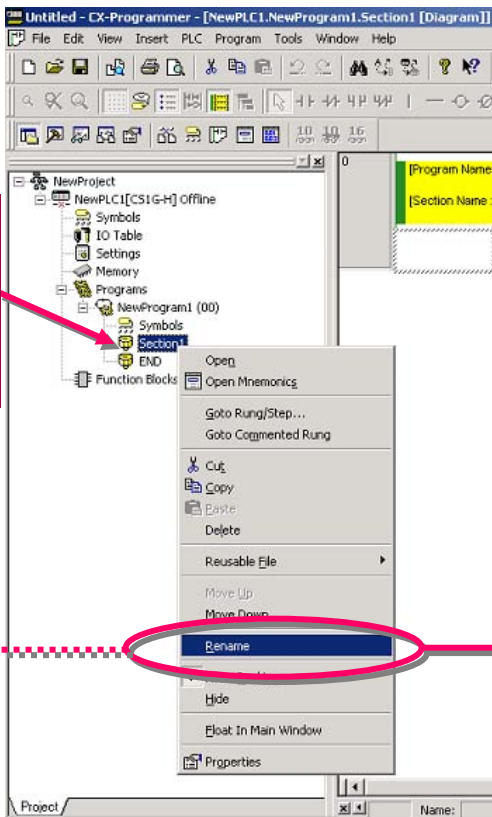 Untitled - CX-Programmer - [NewPLC1.NewProgram1.Section1 [Diagram]]
File Edit View Insert PLC Program Tools Window Help
10 10 16
0
[Program Name
[Section Name :
NewProject
NewPLC1[CS1G-H] Offline
Symbols
IO Table
Settings
Memory
Programs
NewProgram1 (00)
Symbols
Section1
END
Function Blocks
Open
Open Mnemonics
Goto Rung/Step...
Goto Commented Rung
Cut
Copy
Paste
Delete
Reusable File
Move Up
Move Down
Rename
Hide
Float In Main Window
Properties
Project
Name: